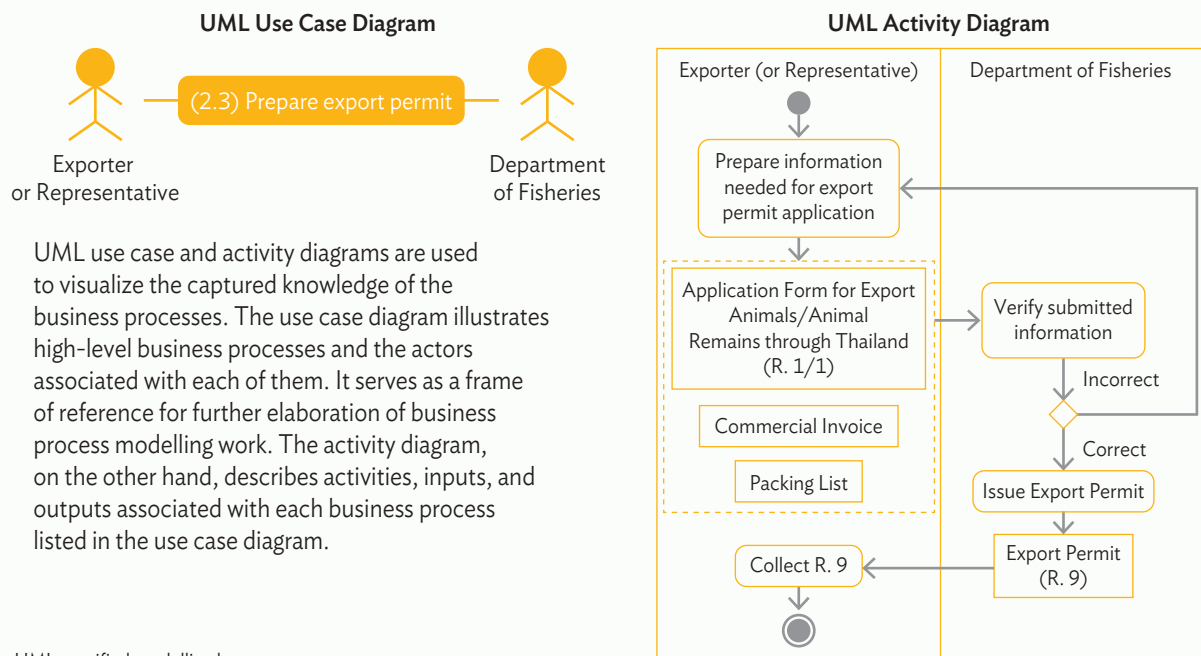 UML Use Case Diagram
(2.3) Prepare export permit
Exporter
or Representative
Department
of Fisheries
UML use case and activity diagrams are used
to visualize the captured knowledge of the
business processes. The use case diagram illustrates
high-level business processes and the actors
associated with each of them. It serves as a frame
of reference for further elaboration of business
process modelling work. The activity diagram,
on the other hand, describes activities, inputs, and
outputs associated with each business process
listed in the use case diagram.
UML Activity Diagram
Exporter (or Representative)
Department of Fisheries
Prepare information
needed for export
permit application
Application Form for Export
Animals/Animal
Remains through Thailand
(R. 1/1)
Commercial Invoice
Packing List
Verify submitted
information
Incorrect
Correct
Issue Export Permit
Export Permit
(R. 9)
Collect R. 9